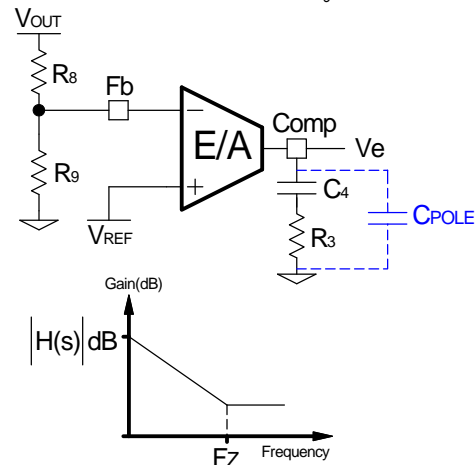 VOUT
R8
Fb
−
Comp
E/A
Ve
R9
+
C4
CPOLE
VREF
R3
Gain(dB)
|H(s)|dB
FZ
Frequency